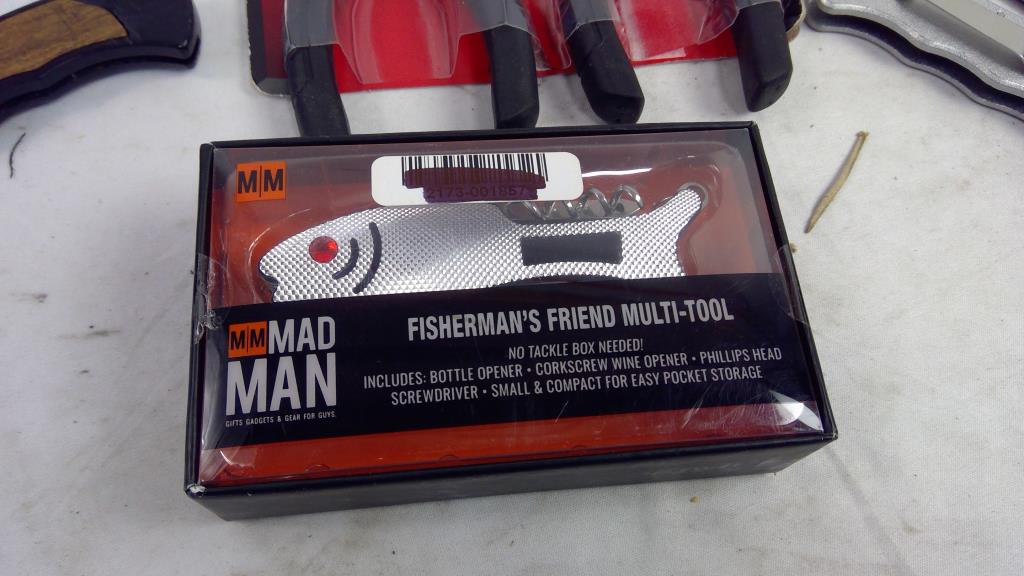 M|M
2173-001857
FISHERMAN'S FRIEND MULTI-TOOL
NO TACKLE BOX NEEDED!
INCLUDES: BOTTLE OPENER • CORKSCREW WINE OPENER • PHILLIPS HEAD
SCREWDRIVER • SMALL & COMPACT FOR EASY POCKET STORAGE
M|M MAD
MAN
GIFTS GADGETS & GEAR FOR GUYS.